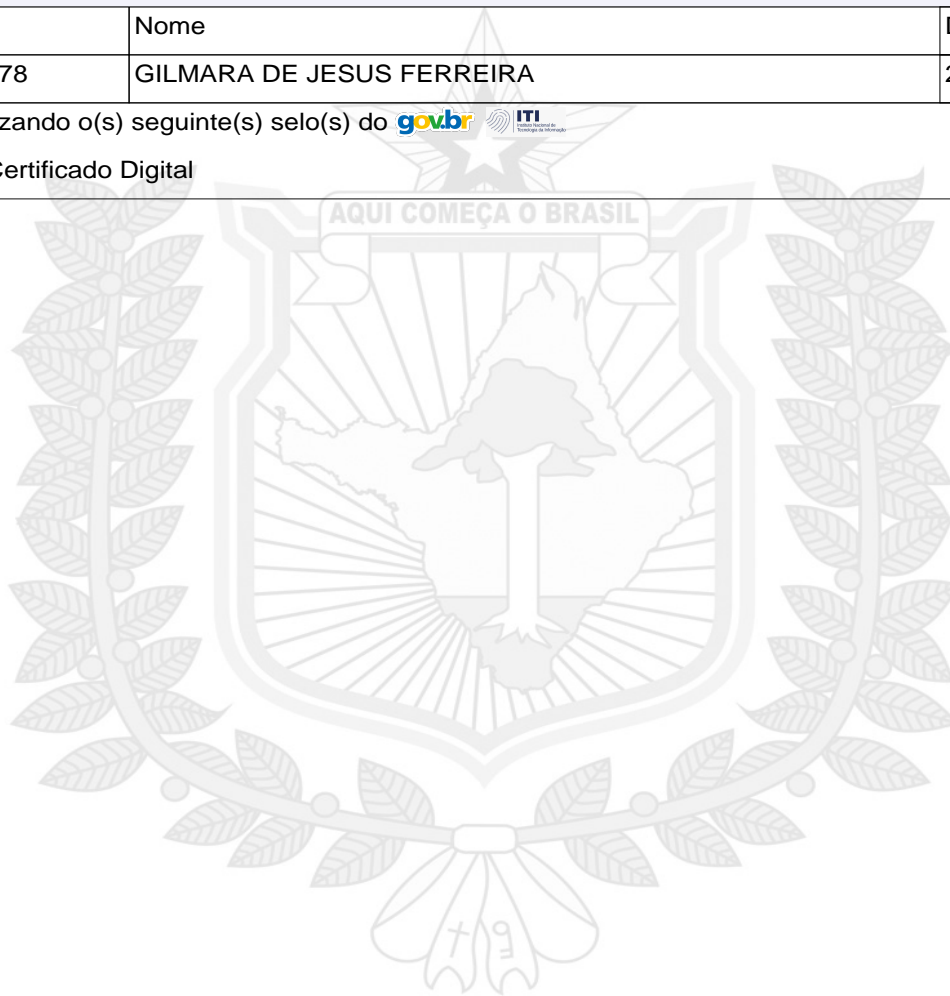 Nome
78 GILMARA DE JESUS FERREIRA
zando o(s) seguinte(s) selo(s) do gov.br ITI
Certificado Digital
AQUI COMEÇA O BRASIL